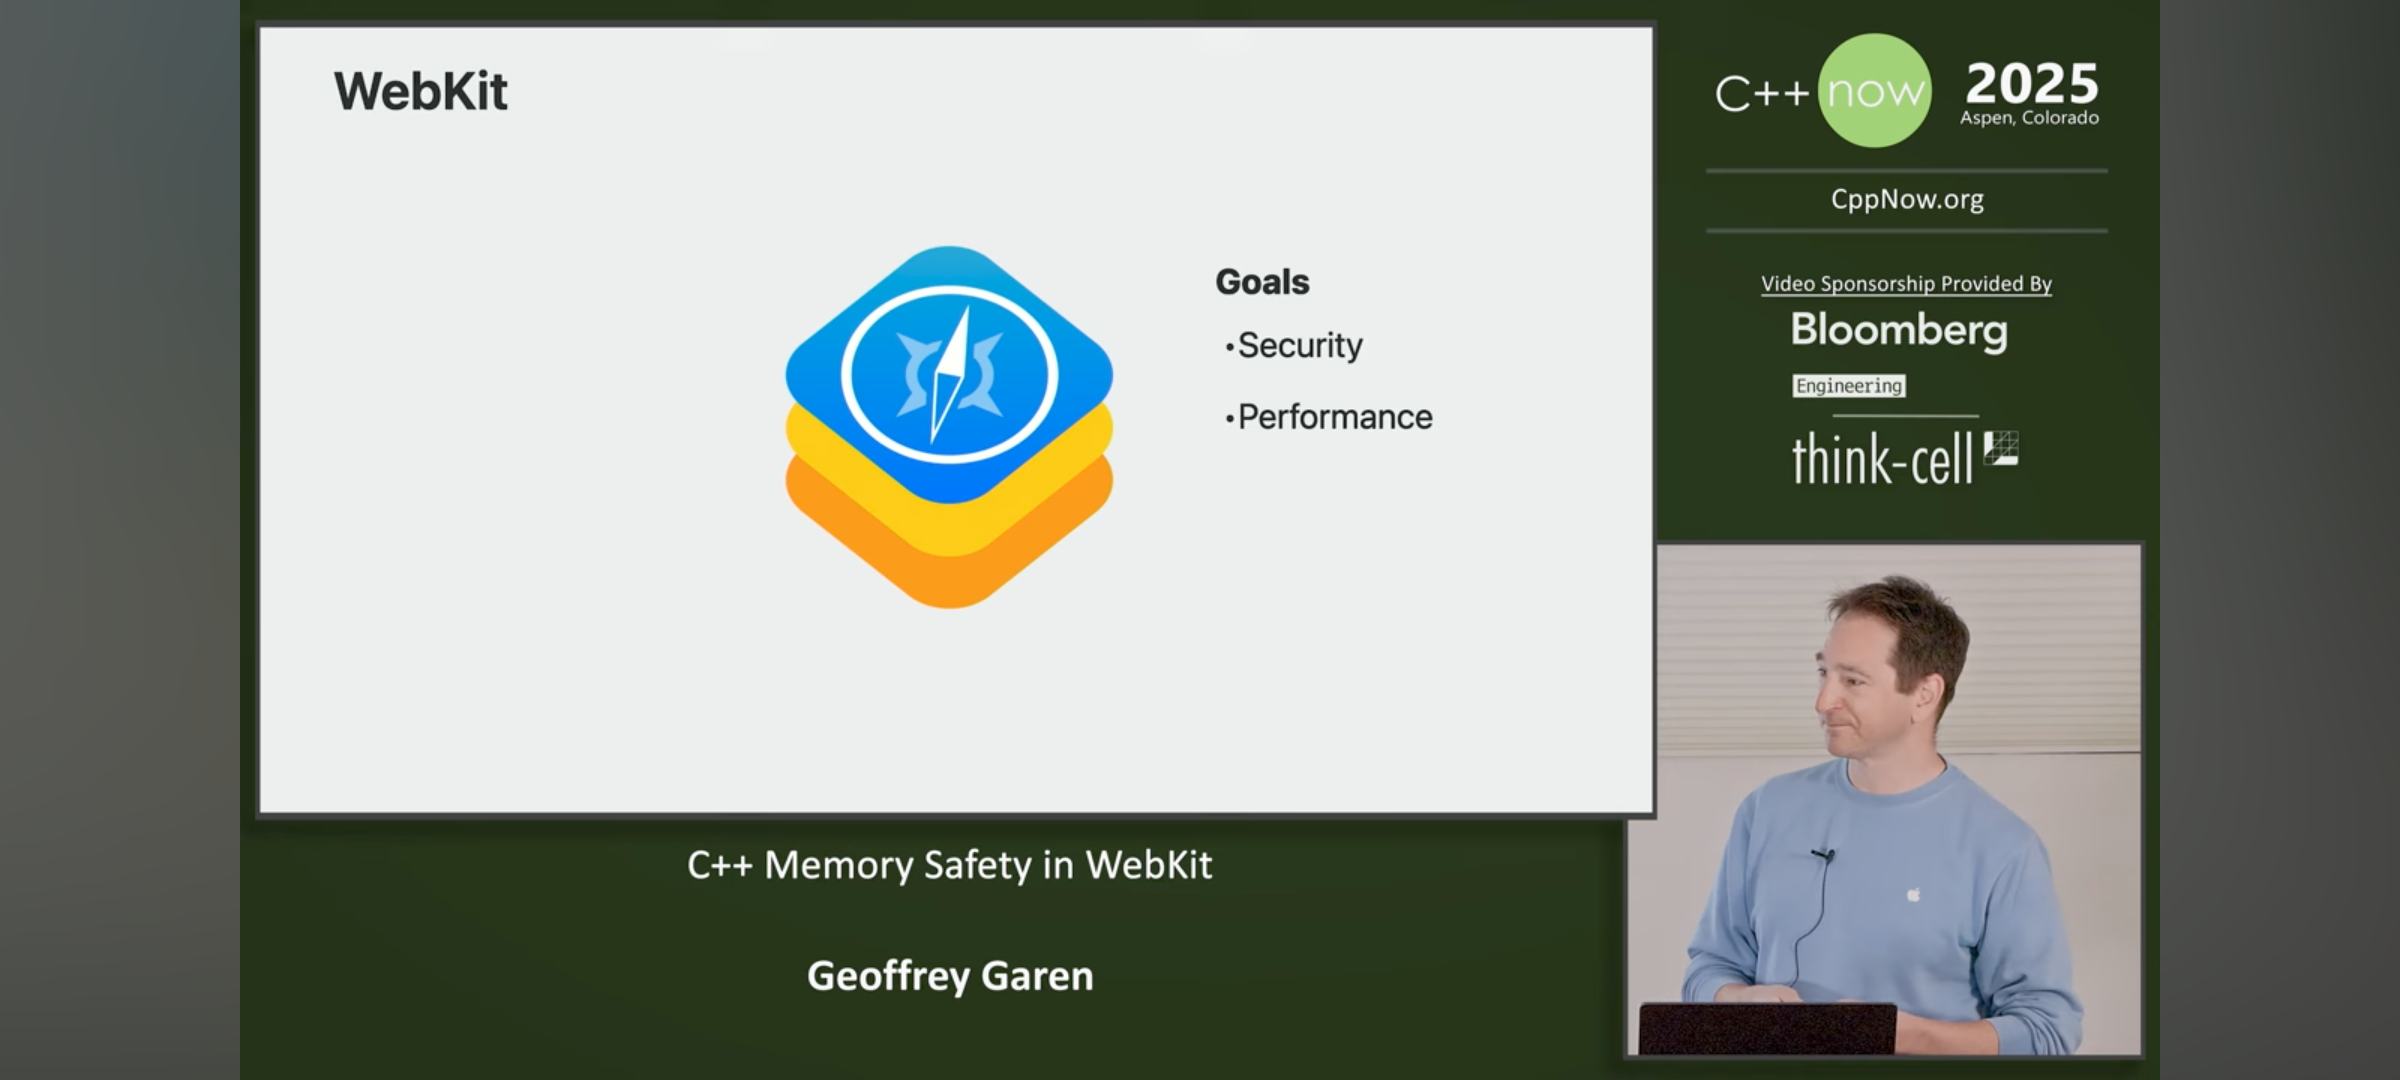 WebKit
Goals
•Security
•Performance
C++ now 2025
Aspen, Colorado
CppNow.org
Video Sponsorship Provided By
Bloomberg
Engineering
think-cell
C++ Memory Safety in WebKit
Geoffrey Garen